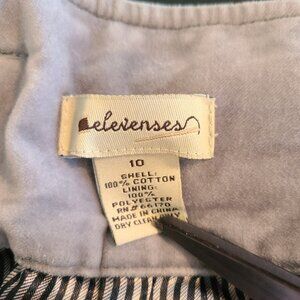 elevenses
10
SHELL:
100% COTTON
LINING:
100%
POLYESTER
RN# 66170
MADE IN CHINA
DRY CLEAN ONLY